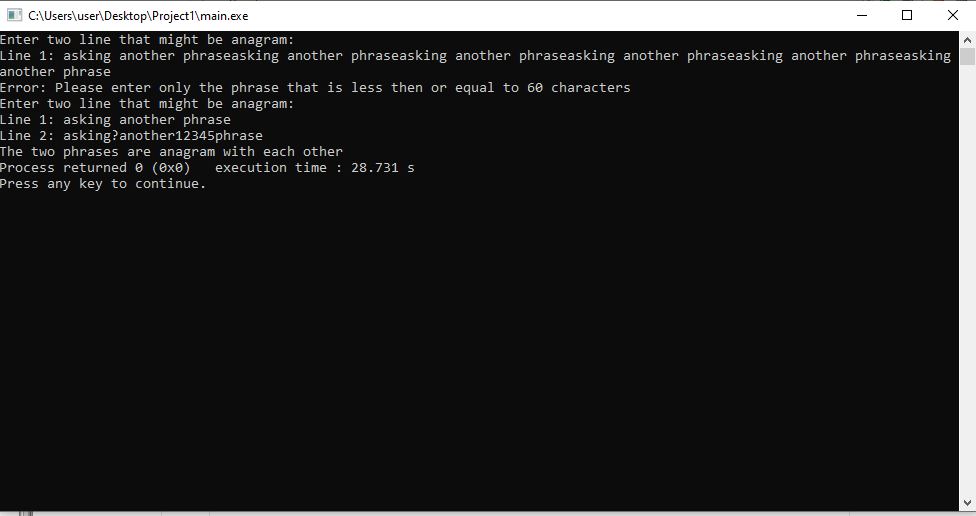 C:\Users\user\Desktop\Project1\main.exe
Enter two line that might be anagram:
Line 1: asking another phraseasking another phraseasking another phraseasking another phraseasking another phraseasking
another phrase
Error: Please enter only the phrase that is less then or equal to 60 characters
Enter two line that might be anagram:
Line 1: asking another phrase
Line 2: asking?another12345phrase
The two phrases are anagram with each other
Process returned 0 (0x0)   execution time : 28.731 s
Press any key to continue.